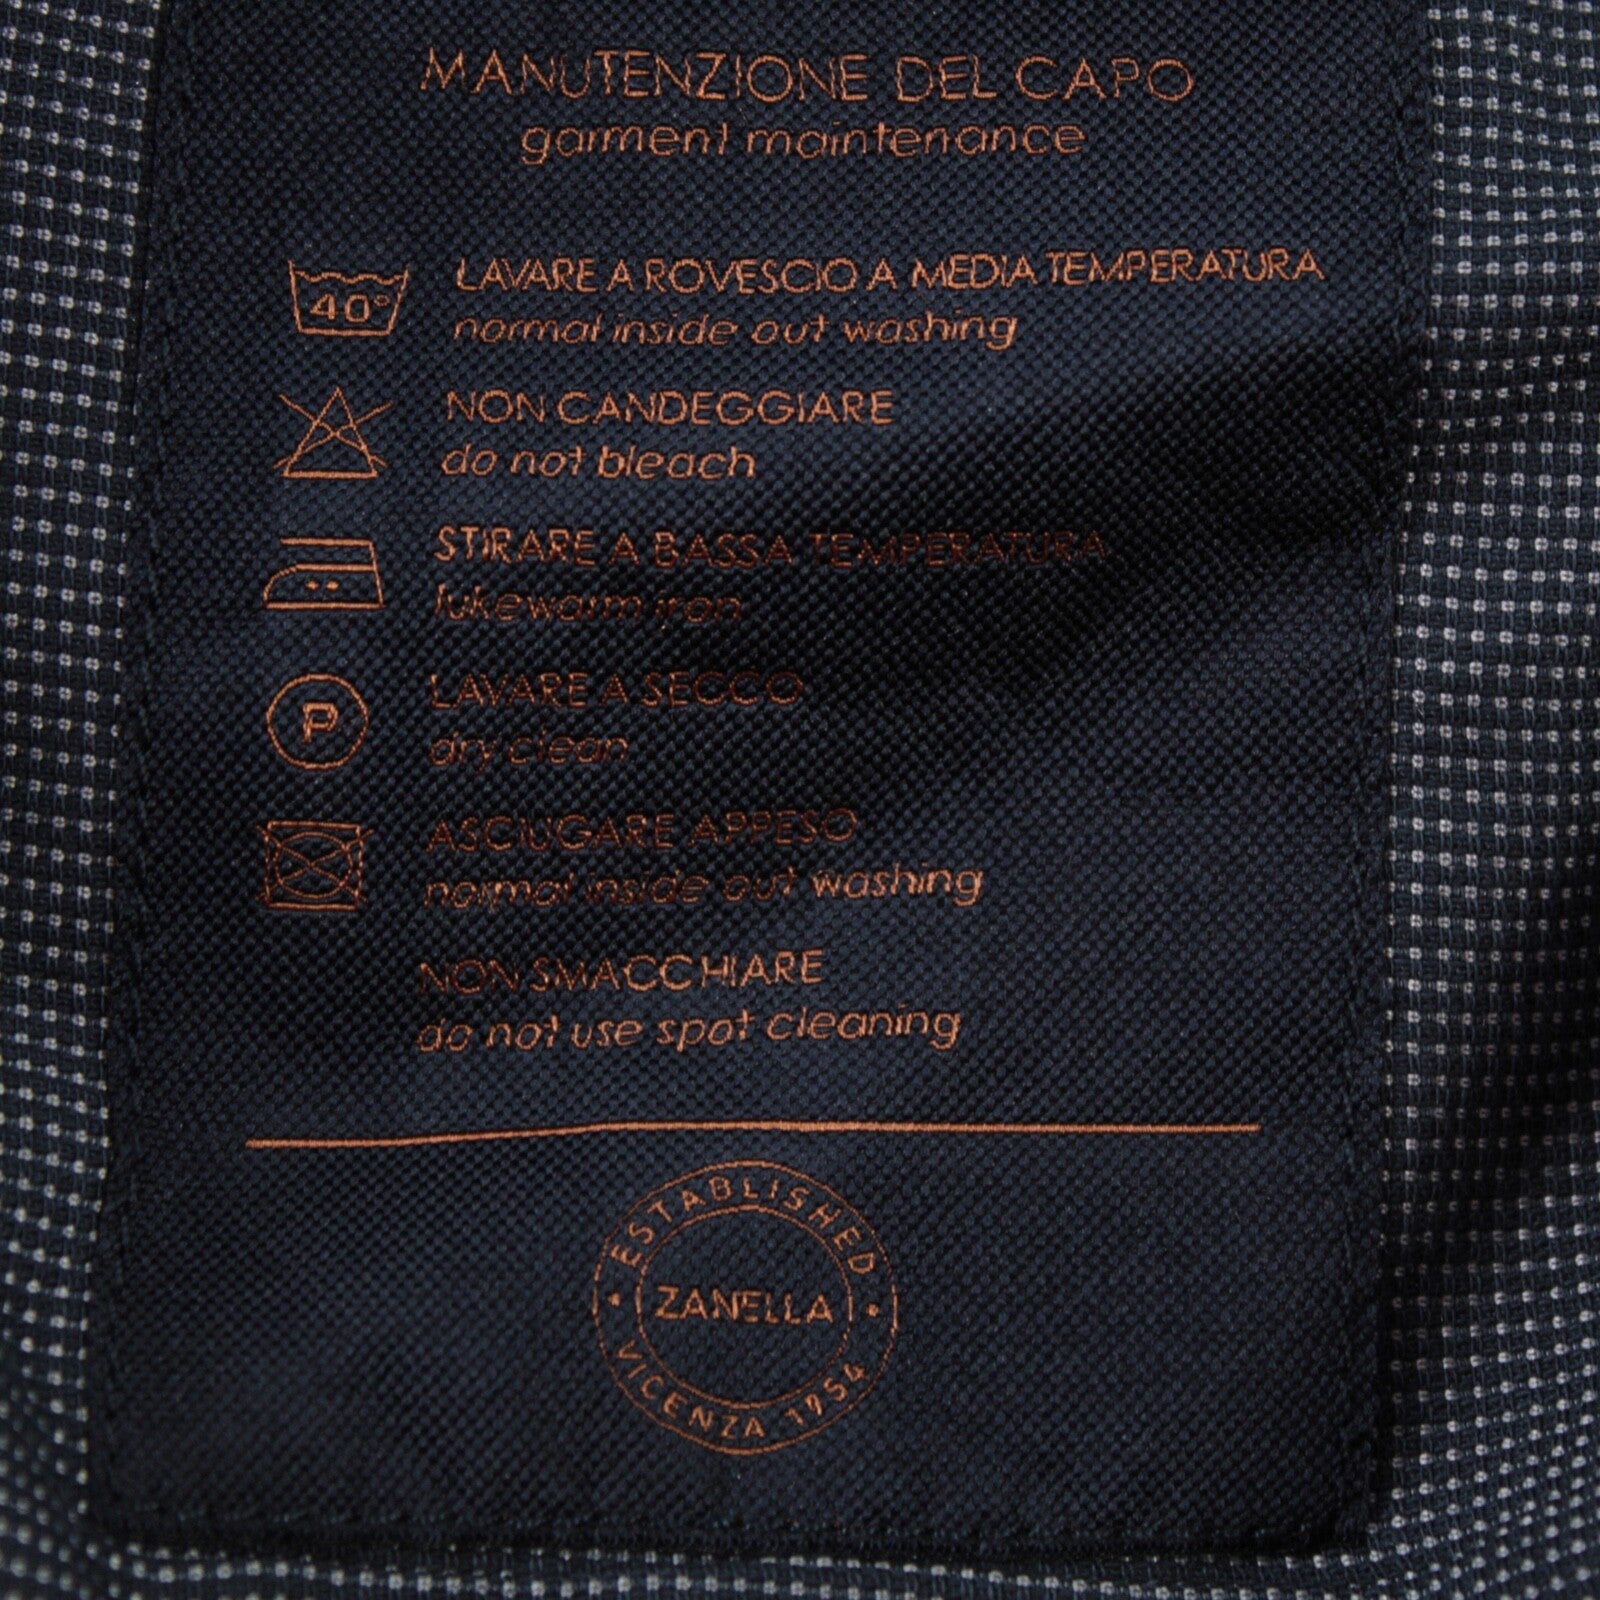 MANUTENZIONE DEL CAPO
garment maintenance
40°
LAVARE A ROVESCIO A MEDIA TEMPERATURA
normal inside out washing
NON CANDEGGIARE
do not bleach
STIRARE A BASSA TEMPERATURA
lukewarm iron
P
LAVARE A SECCO
dry clean
ASCIUGARE APPESO
normal inside out washing
NON SMACCHIARE
do not use spot cleaning
ESTABLISHED
ZANELLA
VICENZA 1954